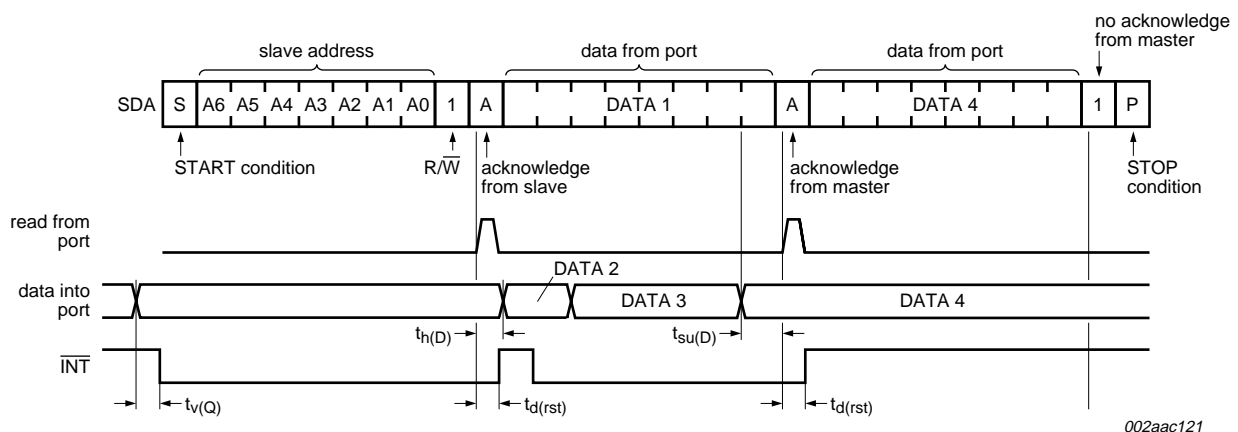 no acknowledge
from master
slave address
data from port
data from port
SDA S A6 A5 A4 A3 A2 A1 A0 1 A DATA 1 A DATA 4 1 P
START condition
R/W̅
acknowledge
from slave
acknowledge
from master
STOP
condition
read from
port
DATA 2
data into
port
DATA 3
DATA 4
th(D)
tsu(D)
I̅N̅T̅
tv(Q)
td(rst)
td(rst)
002aac121